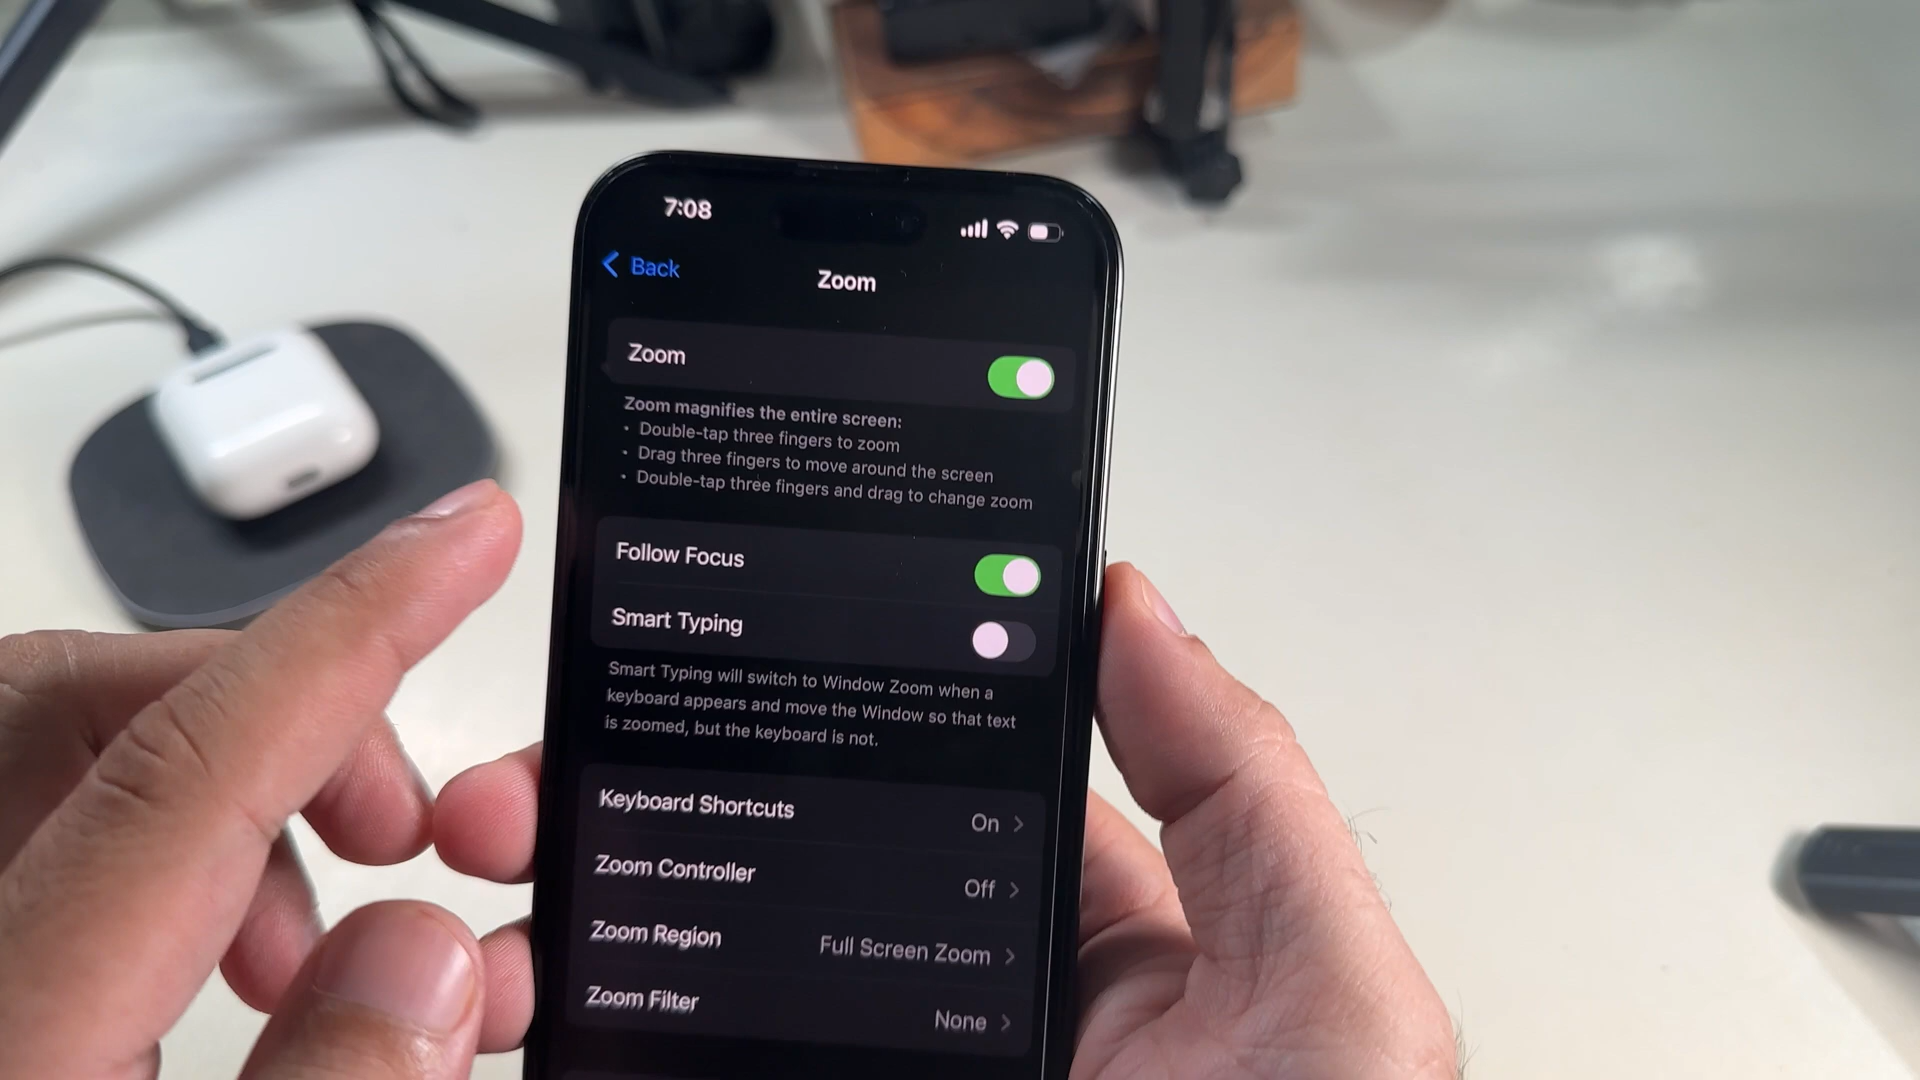 7:08
Back
Zoom
Zoom
Zoom magnifies the entire screen:
• Double-tap three fingers to zoom
• Drag three fingers to move around the screen
• Double-tap three fingers and drag to change zoom
Follow Focus
Smart Typing
Smart Typing will switch to Window Zoom when a
keyboard appears and move the Window so that text
is zoomed, but the keyboard is not.
Keyboard Shortcuts On
Zoom Controller Off
Zoom Region Full Screen Zoom
Zoom Filter None